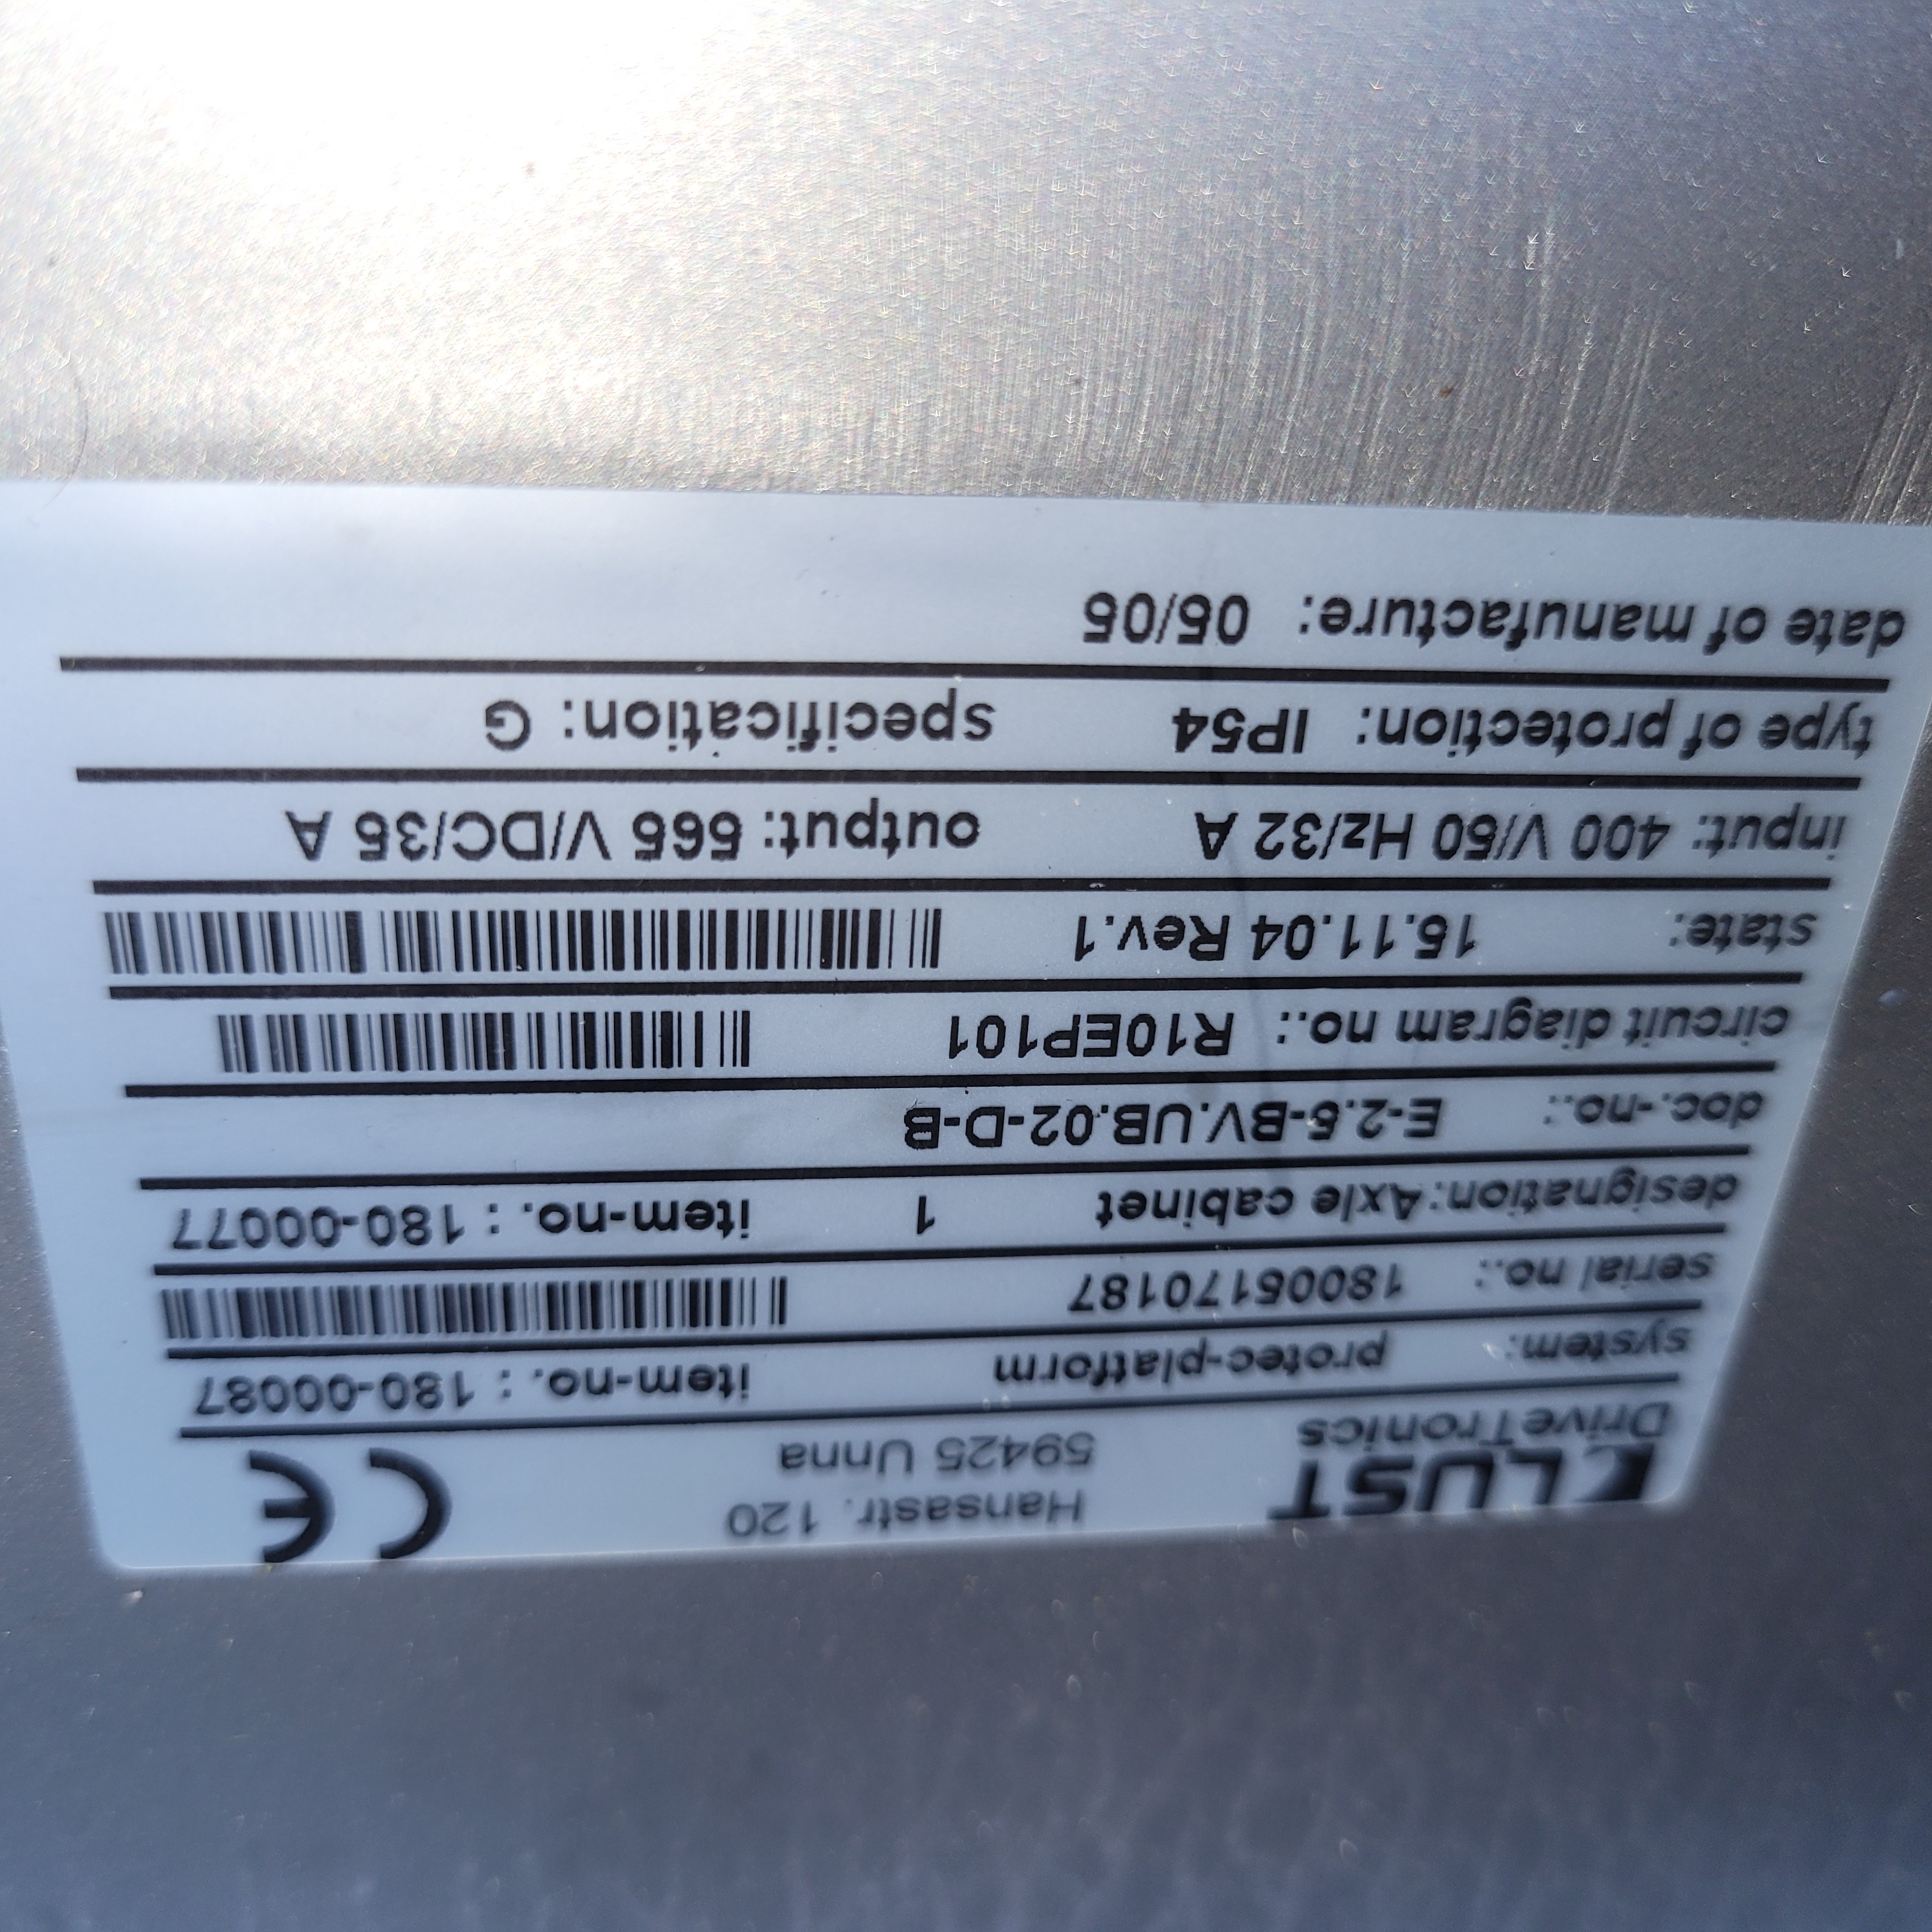 LUST
DriveTronics
Hansastr. 120
59425 Unna
CE
system: protec-platform item-no. : 180-00087
serial no.: 18005170187
designation: Axle cabinet 1 item-no. : 180-00077
doc.-no.: E-2.5-BV.UB.02-D-B
circuit diagram no.: R10EP101
state: 15.11.04 Rev.1
input: 400 V/50 Hz/32 A output: 565 V/DC/35 A
type of protection: IP54 specification: G
date of manufacture: 05/05